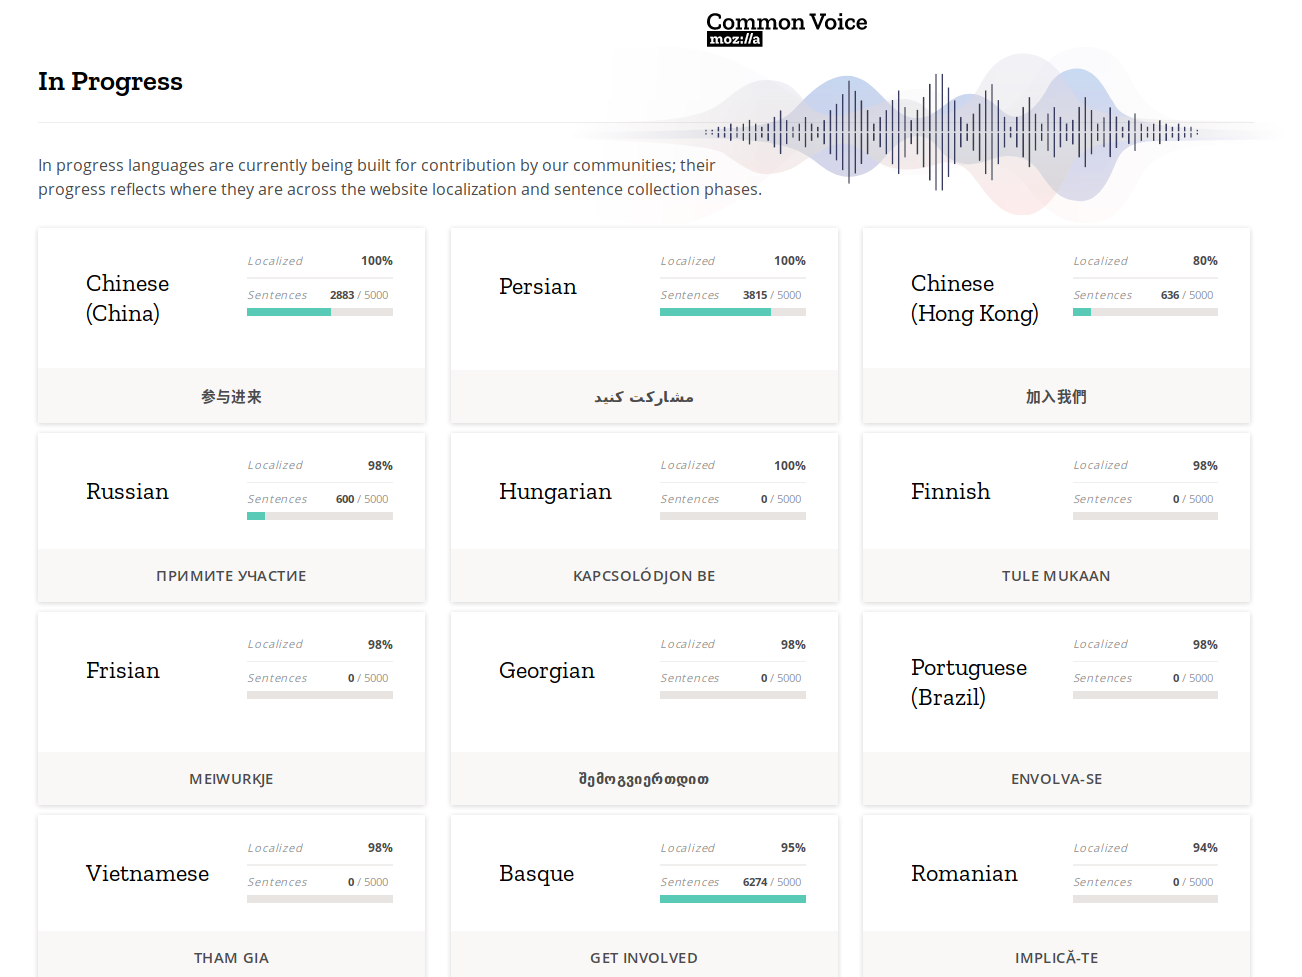 Common Voice
moz://a
In Progress
In progress languages are currently being built for contribution by our communities; their
progress reflects where they are across the website localization and sentence collection phases.
Chinese
(China)
Localized 100%
Sentences 2883 / 5000
参与进来
Persian
Localized 100%
Sentences 3815 / 5000
مشارکت کنید
Chinese
(Hong Kong)
Localized 80%
Sentences 636 / 5000
加入我們
Russian
Localized 98%
Sentences 600 / 5000
ПРИМИТЕ УЧАСТИЕ
Hungarian
Localized 100%
Sentences 0 / 5000
KAPCSOLÓDJON BE
Finnish
Localized 98%
Sentences 0 / 5000
TULE MUKAAN
Frisian
Localized 98%
Sentences 0 / 5000
MEIWURKJE
Georgian
Localized 98%
Sentences 0 / 5000
შემოგვიერთდით
Portuguese
(Brazil)
Localized 98%
Sentences 0 / 5000
ENVOLVA-SE
Vietnamese
Localized 98%
Sentences 0 / 5000
THAM GIA
Basque
Localized 95%
Sentences 6274 / 5000
GET INVOLVED
Romanian
Localized 94%
Sentences 0 / 5000
IMPLICĂ-TE